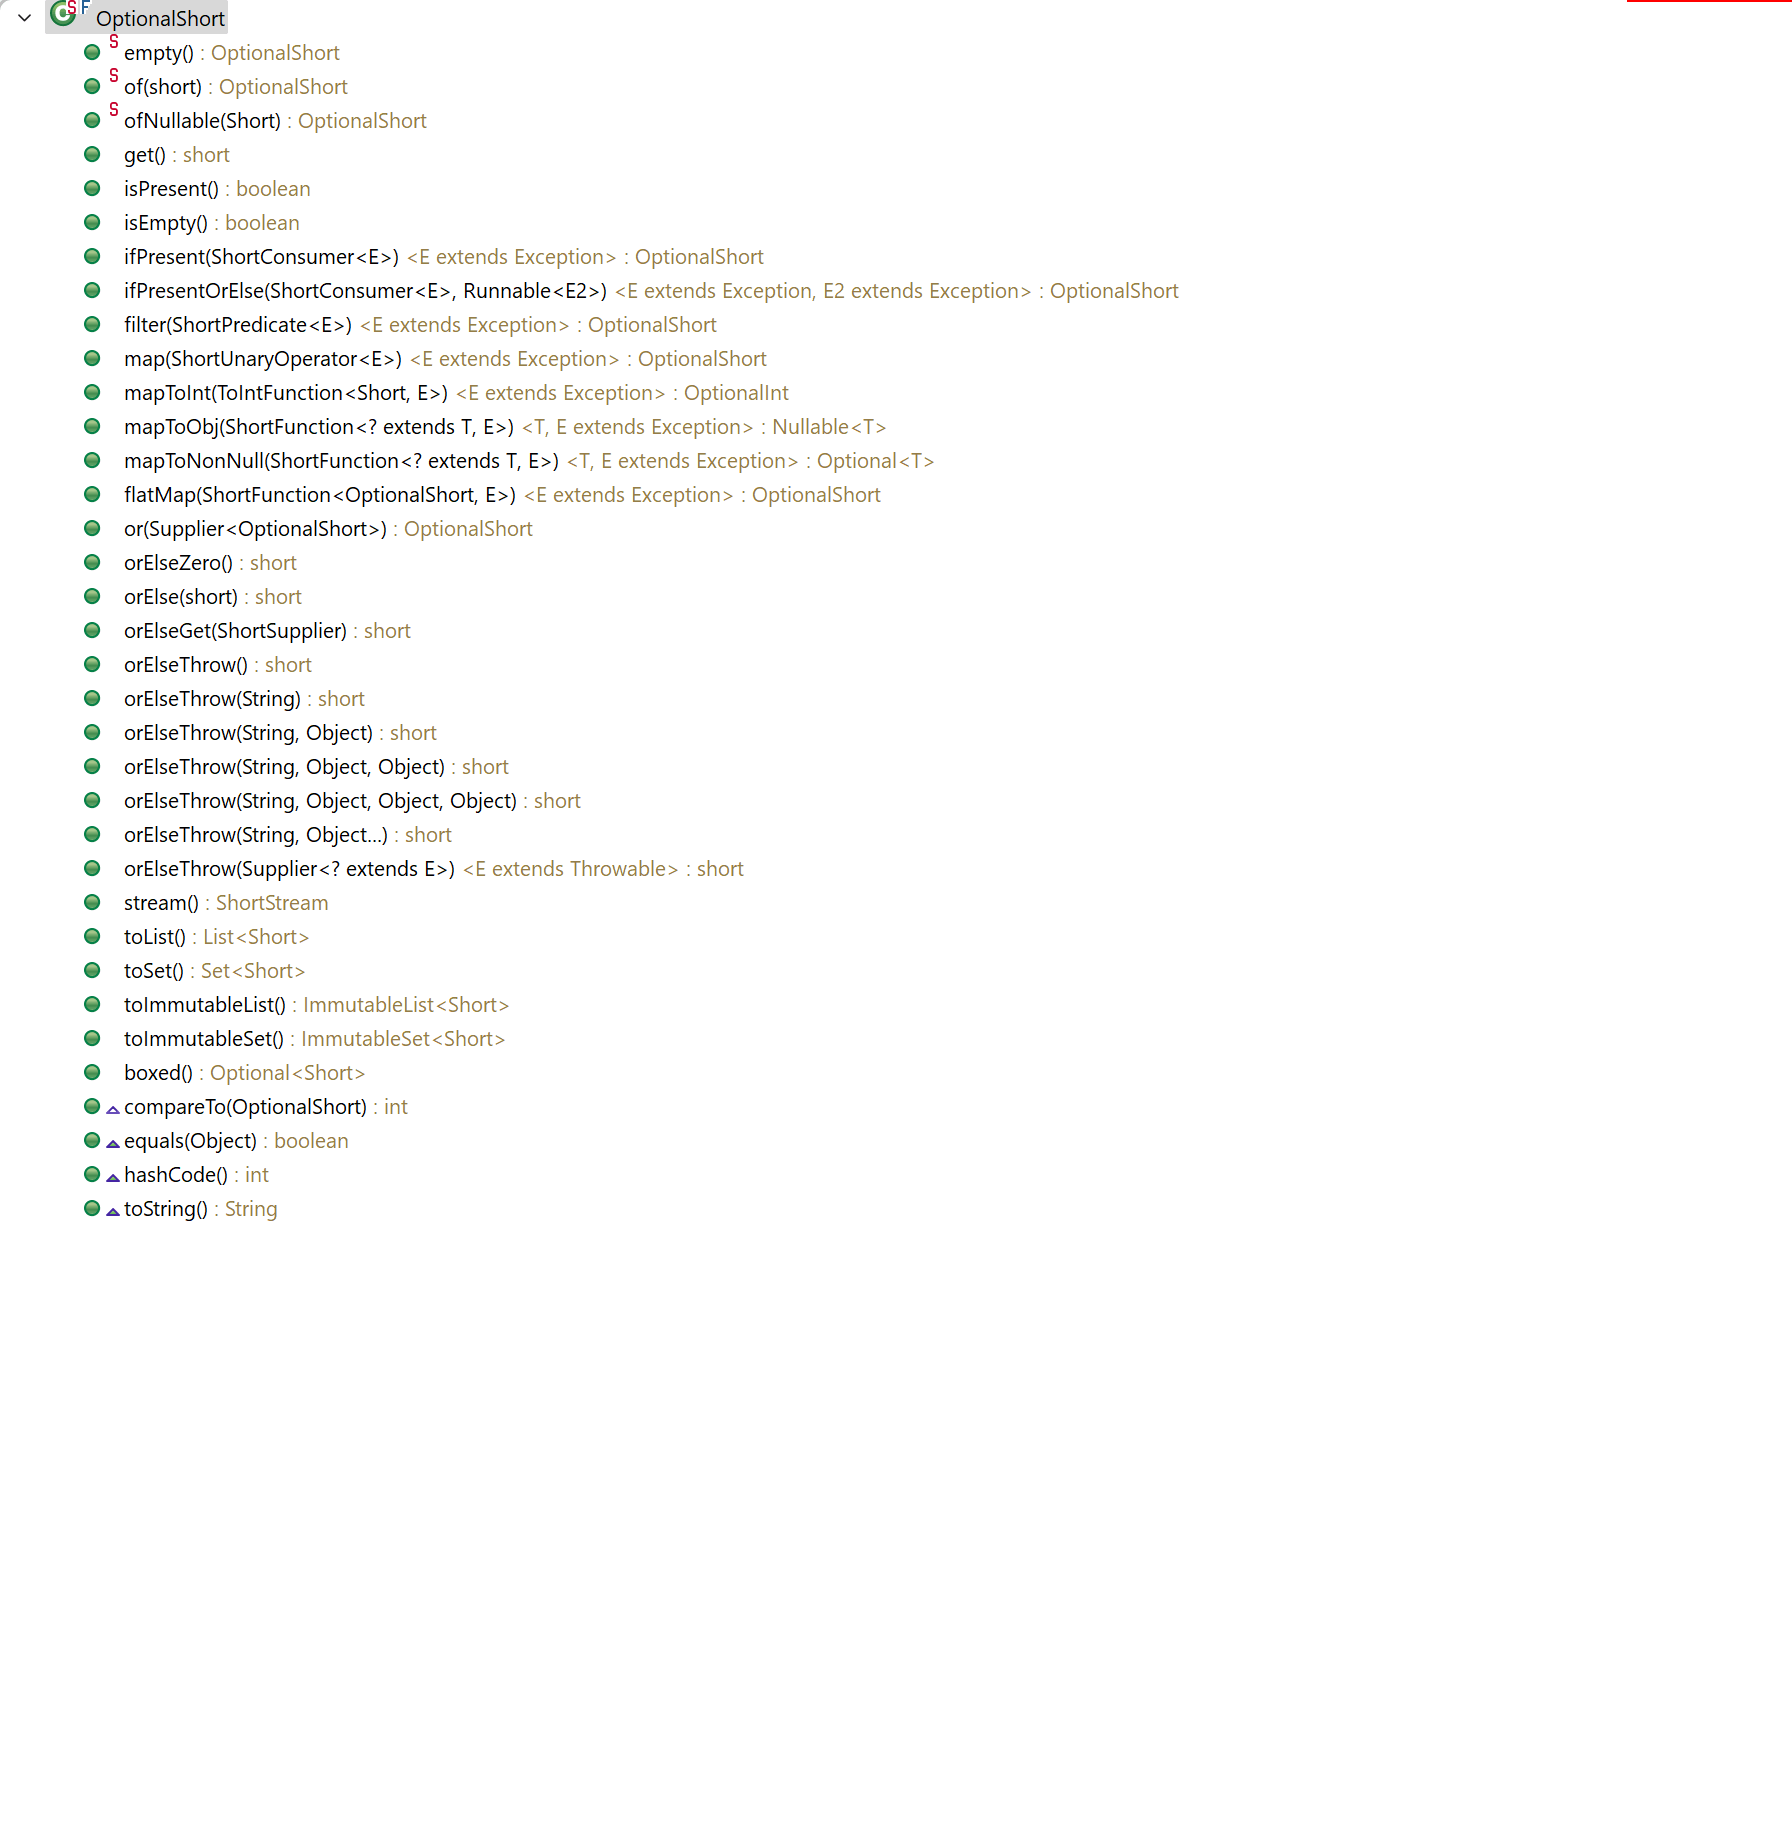 OptionalShort
empty() : OptionalShort
of(short) : OptionalShort
ofNullable(Short) : OptionalShort
get() : short
isPresent() : boolean
isEmpty() : boolean
ifPresent(ShortConsumer<E>) <E extends Exception> : OptionalShort
ifPresentOrElse(ShortConsumer<E>, Runnable<E2>) <E extends Exception, E2 extends Exception> : OptionalShort
filter(ShortPredicate<E>) <E extends Exception> : OptionalShort
map(ShortUnaryOperator<E>) <E extends Exception> : OptionalShort
mapToInt(ToIntFunction<Short, E>) <E extends Exception> : OptionalInt
mapToObj(ShortFunction<? extends T, E>) <T, E extends Exception> : Nullable<T>
mapToNonNull(ShortFunction<? extends T, E>) <T, E extends Exception> : Optional<T>
flatMap(ShortFunction<OptionalShort, E>) <E extends Exception> : OptionalShort
or(Supplier<OptionalShort>) : OptionalShort
orElseZero() : short
orElse(short) : short
orElseGet(ShortSupplier) : short
orElseThrow() : short
orElseThrow(String) : short
orElseThrow(String, Object) : short
orElseThrow(String, Object, Object) : short
orElseThrow(String, Object, Object, Object) : short
orElseThrow(String, Object...) : short
orElseThrow(Supplier<? extends E>) <E extends Throwable> : short
stream() : ShortStream
toList() : List<Short>
toSet() : Set<Short>
toImmutableList() : ImmutableList<Short>
toImmutableSet() : ImmutableSet<Short>
boxed() : Optional<Short>
compareTo(OptionalShort) : int
equals(Object) : boolean
hashCode() : int
toString() : String